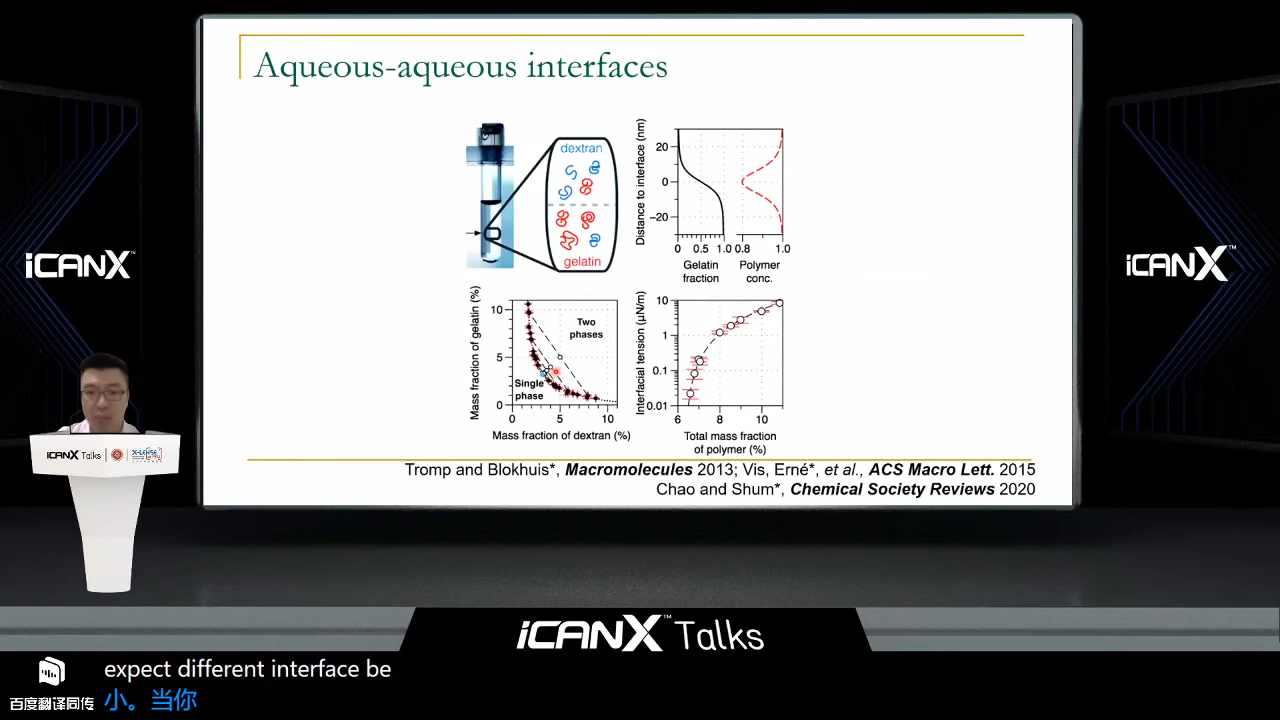 Aqueous-aqueous interfaces
dextran
gelatin
Distance to interface (nm)
20
0
−20
0 0.5 1.0
Gelatin
fraction
0.8 1.0
Polymer
conc.
Mass fraction of gelatin (%)
10
5
0
Two
phases
Single
phase
0 5 10
Mass fraction of dextran (%)
Interfacial tension (µN/m)
10
1
0.1
0.01
6 8 10
Total mass fraction
of polymer (%)
Tromp and Blokhuis*, Macromolecules 2013; Vis, Erné*, et al., ACS Macro Lett. 2015
Chao and Shum*, Chemical Society Reviews 2020
iCANX™
iCANX™
iCANX Talks
X-LENSE
iCANX™ Talks
百度翻译同传
expect different interface be
小。当你